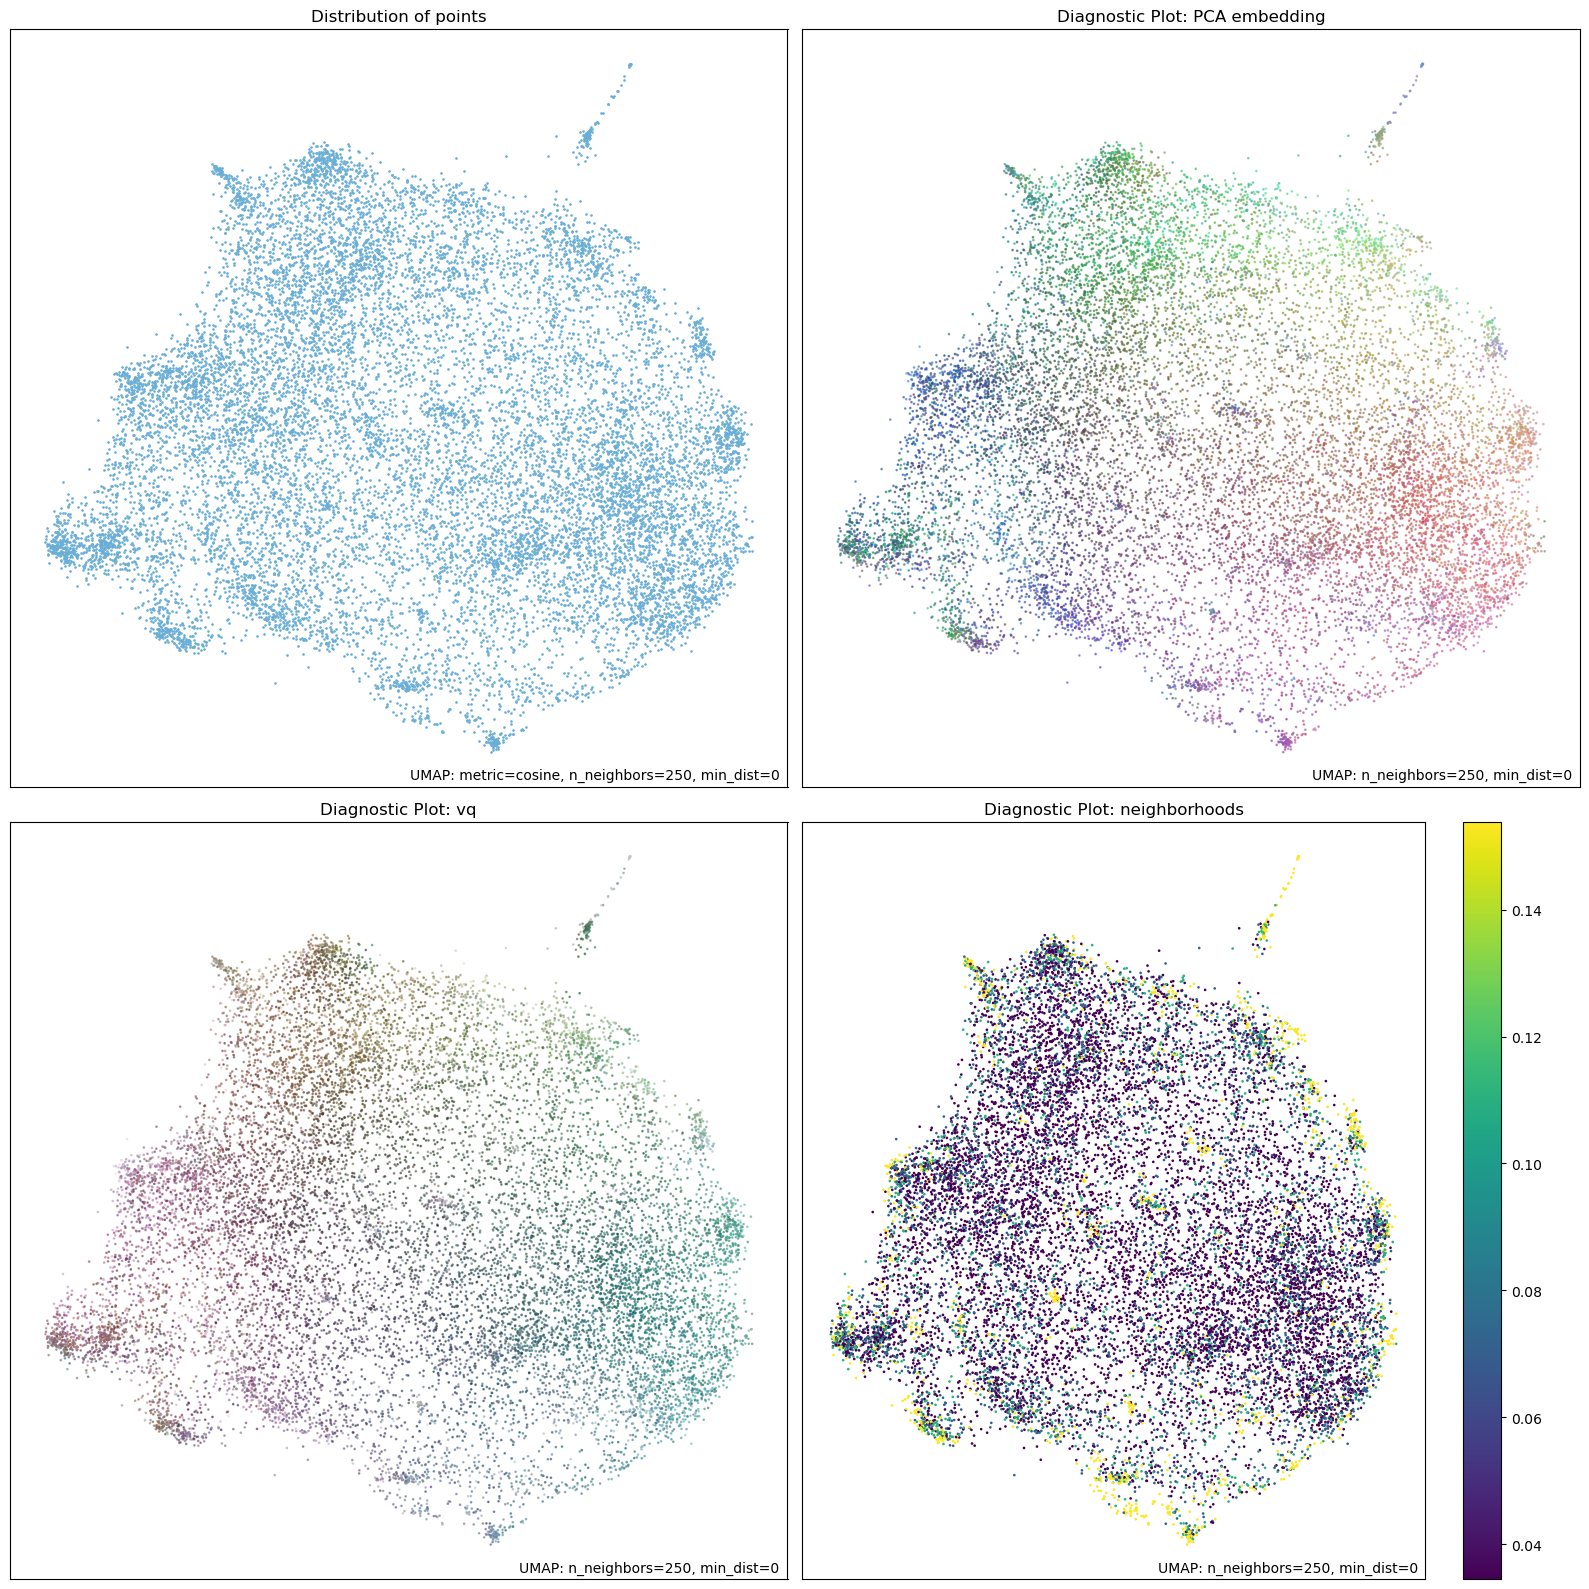 Distribution of points
UMAP: metric=cosine, n_neighbors=250, min_dist=0
Diagnostic Plot: PCA embedding
UMAP: n_neighbors=250, min_dist=0
Diagnostic Plot: vq
UMAP: n_neighbors=250, min_dist=0
Diagnostic Plot: neighborhoods
UMAP: n_neighbors=250, min_dist=0
0.14
0.12
0.10
0.08
0.06
0.04